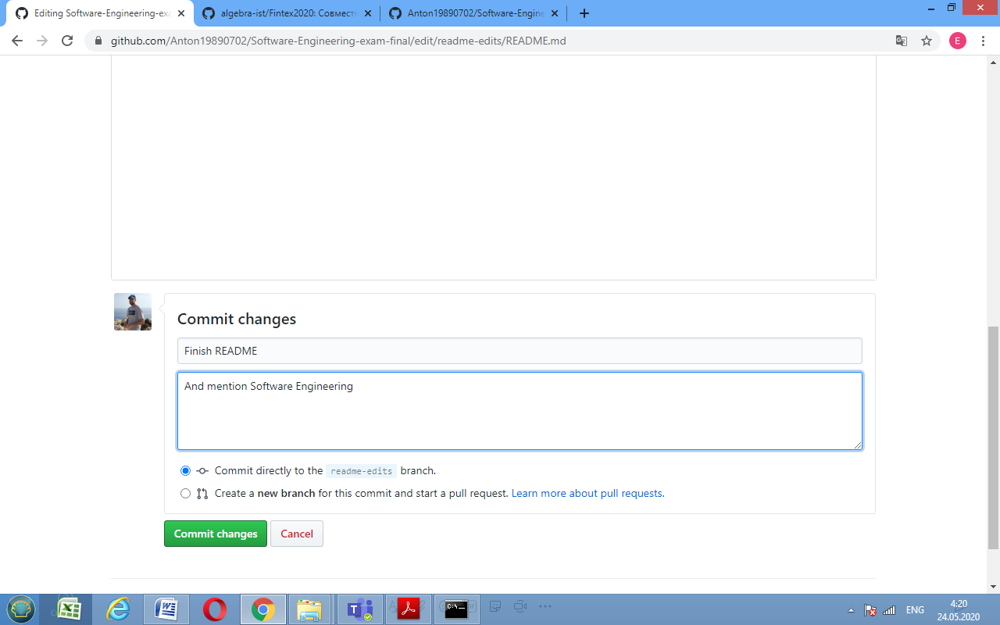 Editing Software-Engineering-exa
algebra-ist/Fintex2020: Совместн
Anton19890702/Software-Engine
github.com/Anton19890702/Software-Engineering-exam-final/edit/readme-edits/README.md
E
Commit changes
Finish README
And mention Software Engineering
Commit directly to the readme-edits branch.
Create a new branch for this commit and start a pull request. Learn more about pull requests.
Commit changes
Cancel
C:\.
ENG
4:20
24.05.2020